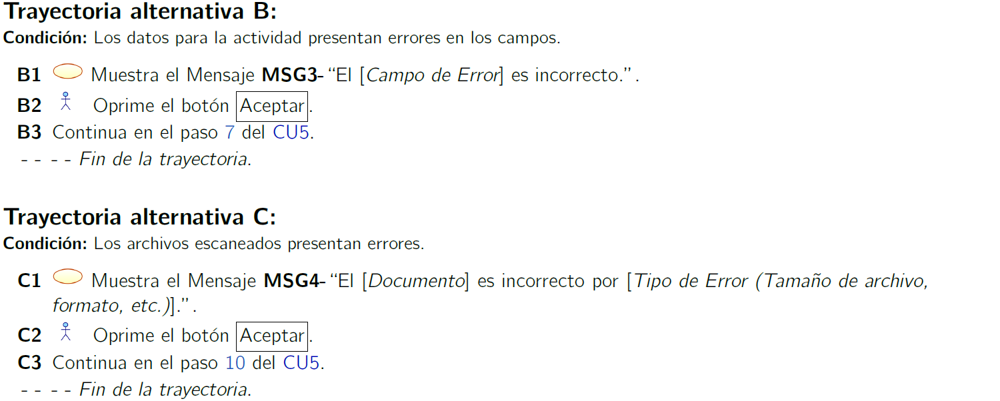 Trayectoria alternativa B:
Condición: Los datos para la actividad presentan errores en los campos.
B1 Muestra el Mensaje MSG3- “El [Campo de Error] es incorrecto.” .
B2 Oprime el botón Aceptar.
B3 Continua en el paso 7 del CU5.
- - - - Fin de la trayectoria.
Trayectoria alternativa C:
Condición: Los archivos escaneados presentan errores.
C1 Muestra el Mensaje MSG4- “El [Documento] es incorrecto por [Tipo de Error (Tamaño de archivo,
formato, etc.)].” .
C2 Oprime el botón Aceptar.
C3 Continua en el paso 10 del CU5.
- - - - Fin de la trayectoria.